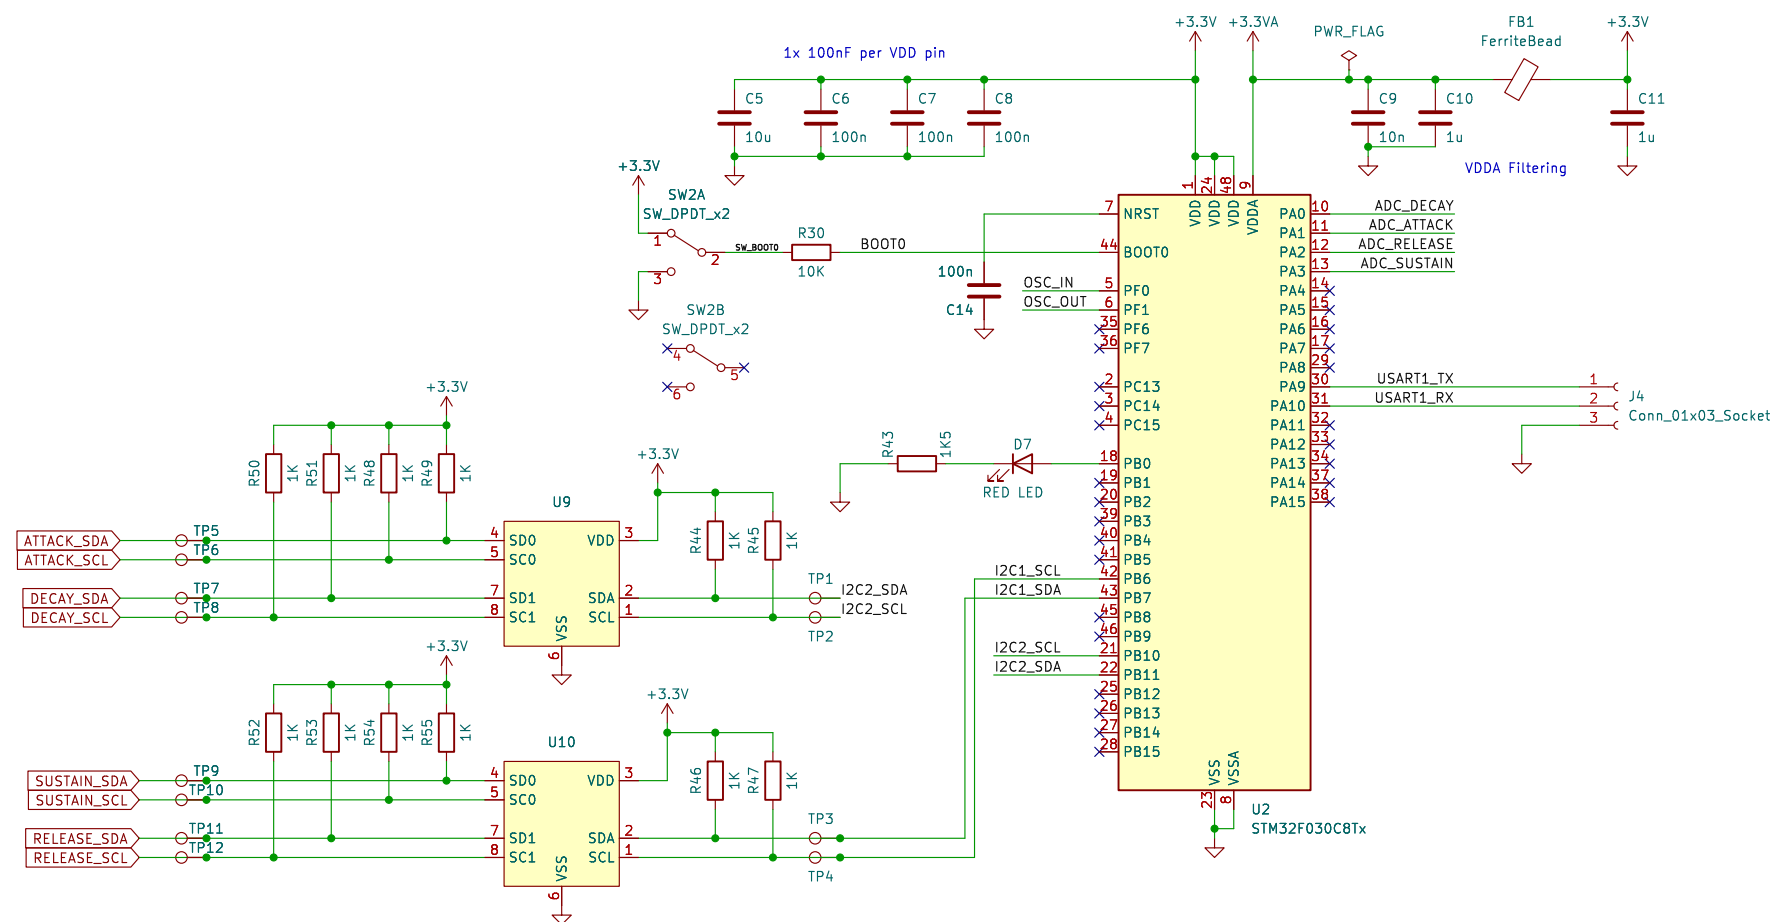 +3.3V
+3.3VA
PWR_FLAG
FB1
FerriteBead
+3.3V
1x 100nF per VDD pin
C5
10u
C6
100n
C7
100n
C8
100n
C9
10n
C10
1u
C11
1u
VDDA Filtering
+3.3V
SW2A
SW_DPDT_x2
1
2
3
SW_BOOT0
R30
10K
BOOT0
SW2B
SW_DPDT_x2
4
5
6
100n
C14
OSC_IN
OSC_OUT
1
24
48
9
VDD
VDD
VDD
VDDA
7 NRST
44 BOOT0
5 PF0
6 PF1
35 PF6
36 PF7
2 PC13
3 PC14
4 PC15
18 PB0
19 PB1
20 PB2
39 PB3
40 PB4
41 PB5
42 PB6
43 PB7
45 PB8
46 PB9
21 PB10
22 PB11
25 PB12
26 PB13
27 PB14
28 PB15
PA0 10 ADC_DECAY
PA1 11 ADC_ATTACK
PA2 12 ADC_RELEASE
PA3 13 ADC_SUSTAIN
PA4 14
PA5 15
PA6 16
PA7 17
PA8 29
PA9 30 USART1_TX
PA10 31 USART1_RX
PA11 32
PA12 33
PA13 34
PA14 37
PA15 38
1
2
3
J4
Conn_01x03_Socket
VSS
VSSA
23
8
U2
STM32F030C8Tx
R43
1K5
D7
RED LED
I2C1_SCL
I2C1_SDA
I2C2_SCL
I2C2_SDA
+3.3V
R50
1K
R51
1K
R48
1K
R49
1K
ATTACK_SDA
TP5
ATTACK_SCL
TP6
DECAY_SDA
TP7
DECAY_SCL
TP8
U9
4 SD0
5 SC0
7 SD1
8 SC1
VDD 3
SDA 2
SCL 1
VSS
6
+3.3V
R44
1K
R45
1K
TP1
I2C2_SDA
I2C2_SCL
TP2
+3.3V
R52
1K
R53
1K
R54
1K
R55
1K
SUSTAIN_SDA
TP9
SUSTAIN_SCL
TP10
RELEASE_SDA
TP11
RELEASE_SCL
TP12
U10
4 SD0
5 SC0
7 SD1
8 SC1
VDD 3
SDA 2
SCL 1
VSS
6
+3.3V
R46
1K
R47
1K
TP3
TP4